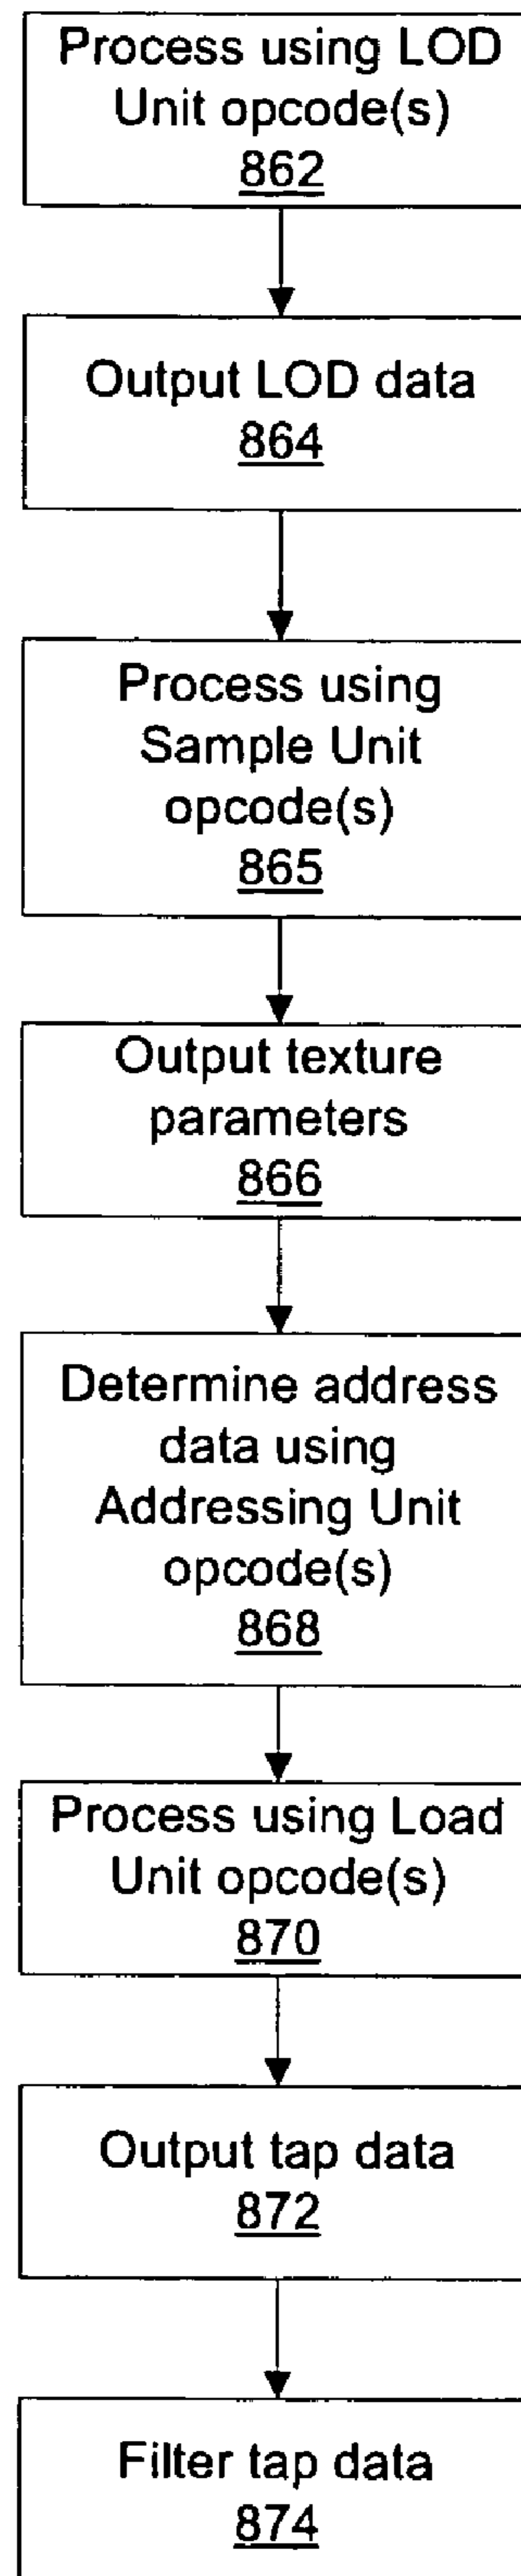 Process using LOD
Unit opcode(s)
862
Output LOD data
864
Process using
Sample Unit
opcode(s)
865
Output texture
parameters
866
Determine address
data using
Addressing Unit
opcode(s)
868
Process using Load
Unit opcode(s)
870
Output tap data
872
Filter tap data
874